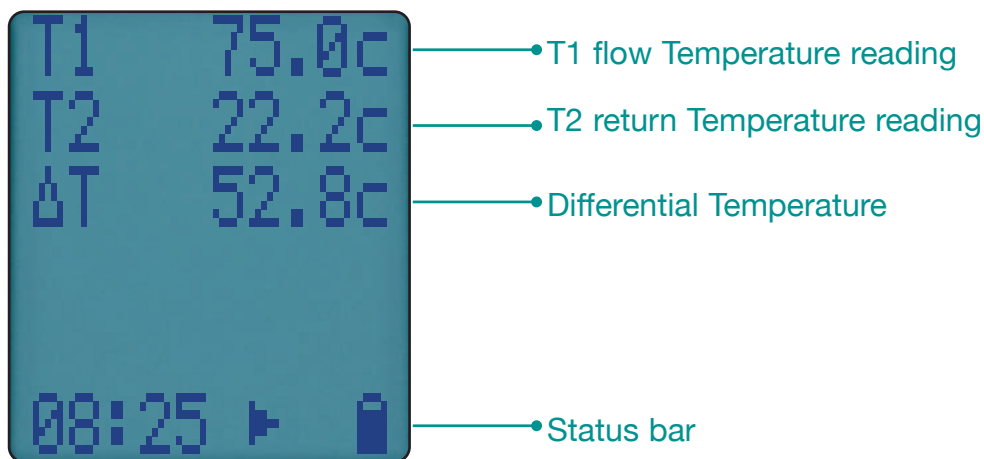 T1 75.0c T1 flow Temperature reading
T2 22.2c T2 return Temperature reading
ΔT 52.8c Differential Temperature
08:25 Status bar